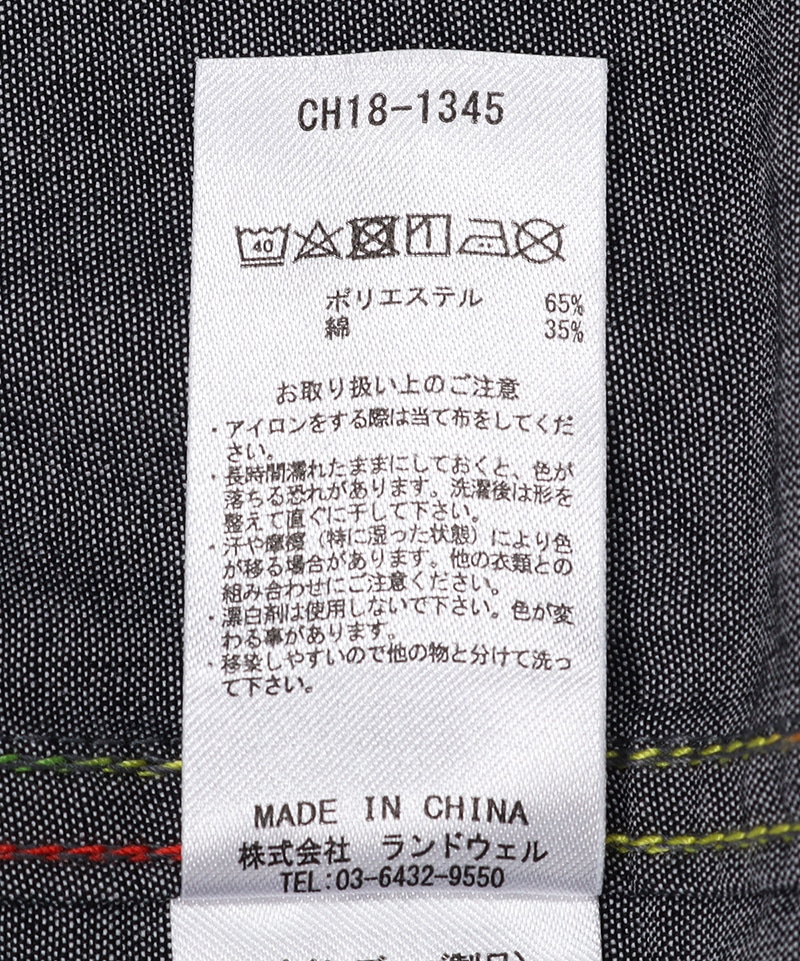 CH18-1345
40
ポリエステル 65%
綿 35%
お取り扱い上のご注意
・アイロンをする際は当て布をしてくだ
さい。
・長時間濡れたままにしておくと、色が
落ちる恐れがあります。洗濯後は形を
整えて直ぐに干して下さい。
・汗や摩擦（特に湿った状態）により色
が移る場合があります。他の衣類との
組み合わせにご注意ください。
・漂白剤は使用しないで下さい。色が変
わる事があります。
・移染しやすいので他の物と分けて洗っ
て下さい。
MADE IN CHINA
株式会社 ランドウェル
TEL:03-6432-9550